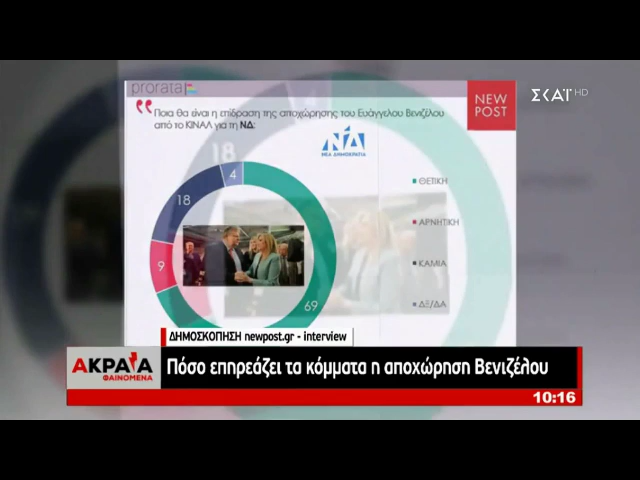 prorata
NEW POST
ΣΚΑΪ HD
Ποια θα είναι η επίδραση της αποχώρησης του Ευάγγελου Βενιζέλου
από το ΚΙΝΑΛ για τη ΝΔ:
ΝΔ
ΝΕΑ ΔΗΜΟΚΡΑΤΙΑ
18
4
18
9
69
ΘΕΤΙΚΗ
ΑΡΝΗΤΙΚΗ
ΚΑΜΙΑ
ΔΞ/ΔΑ
ΔΗΜΟΣΚΟΠΗΣΗ newpost.gr - interview
ΑΚΡΑΙΑ
ΦΑΙΝΟΜΕΝΑ
Πόσο επηρεάζει τα κόμματα η αποχώρηση Βενιζέλου
10:16